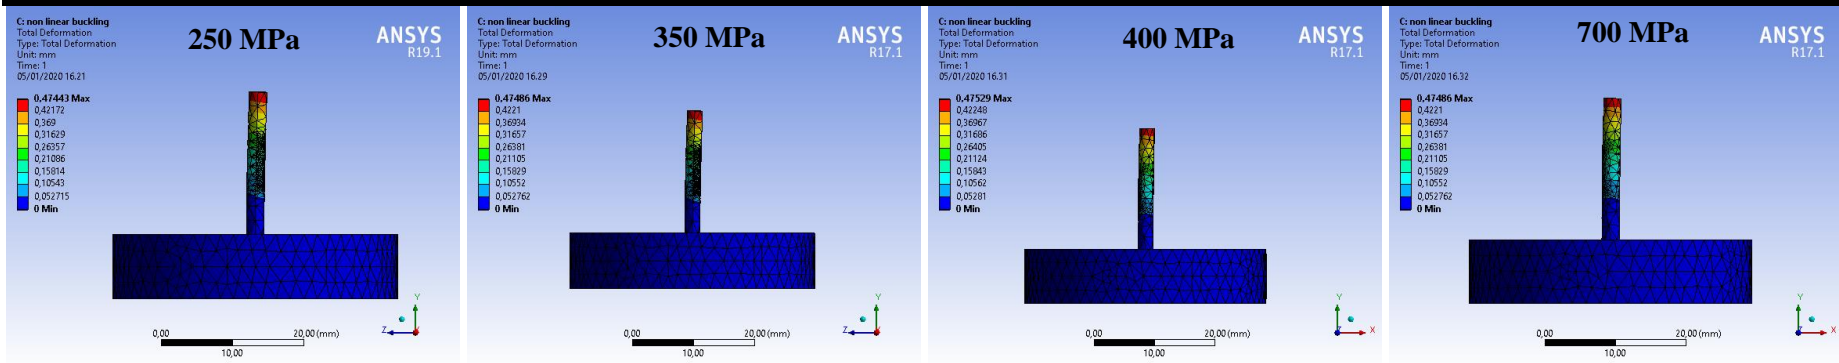 C: non linear buckling
Total Deformation
Type: Total Deformation
Unit: mm
Time: 1
05/01/2020 16.21
250 MPa
ANSYS
R19.1
0.47443 Max
0,42172
0,369
0,31629
0,26357
0,21086
0,15814
0,10543
0,052715
0 Min
Y
Z
0,00
20,00 (mm)
10,00
C: non linear buckling
Total Deformation
Type: Total Deformation
Unit: mm
Time: 1
05/01/2020 16.29
350 MPa
ANSYS
R17.1
0.47486 Max
0,4221
0,36934
0,31657
0,26381
0,21105
0,15829
0,10552
0,052762
0 Min
Y
Z
0,00
20,00 (mm)
10,00
C: non linear buckling
Total Deformation
Type: Total Deformation
Unit: mm
Time: 1
05/01/2020 16.31
400 MPa
ANSYS
R17.1
0.47529 Max
0,42248
0,36967
0,31686
0,26405
0,21124
0,15843
0,10562
0,05281
0 Min
Y
Z
X
0,00
20,00 (mm)
10,00
C: non linear buckling
Total Deformation
Type: Total Deformation
Unit: mm
Time: 1
05/01/2020 16.32
700 MPa
ANSYS
R17.1
0.47486 Max
0,4221
0,36934
0,31657
0,26381
0,21105
0,15829
0,10552
0,052762
0 Min
Y
Z
X
0,00
20,00 (mm)
10,00